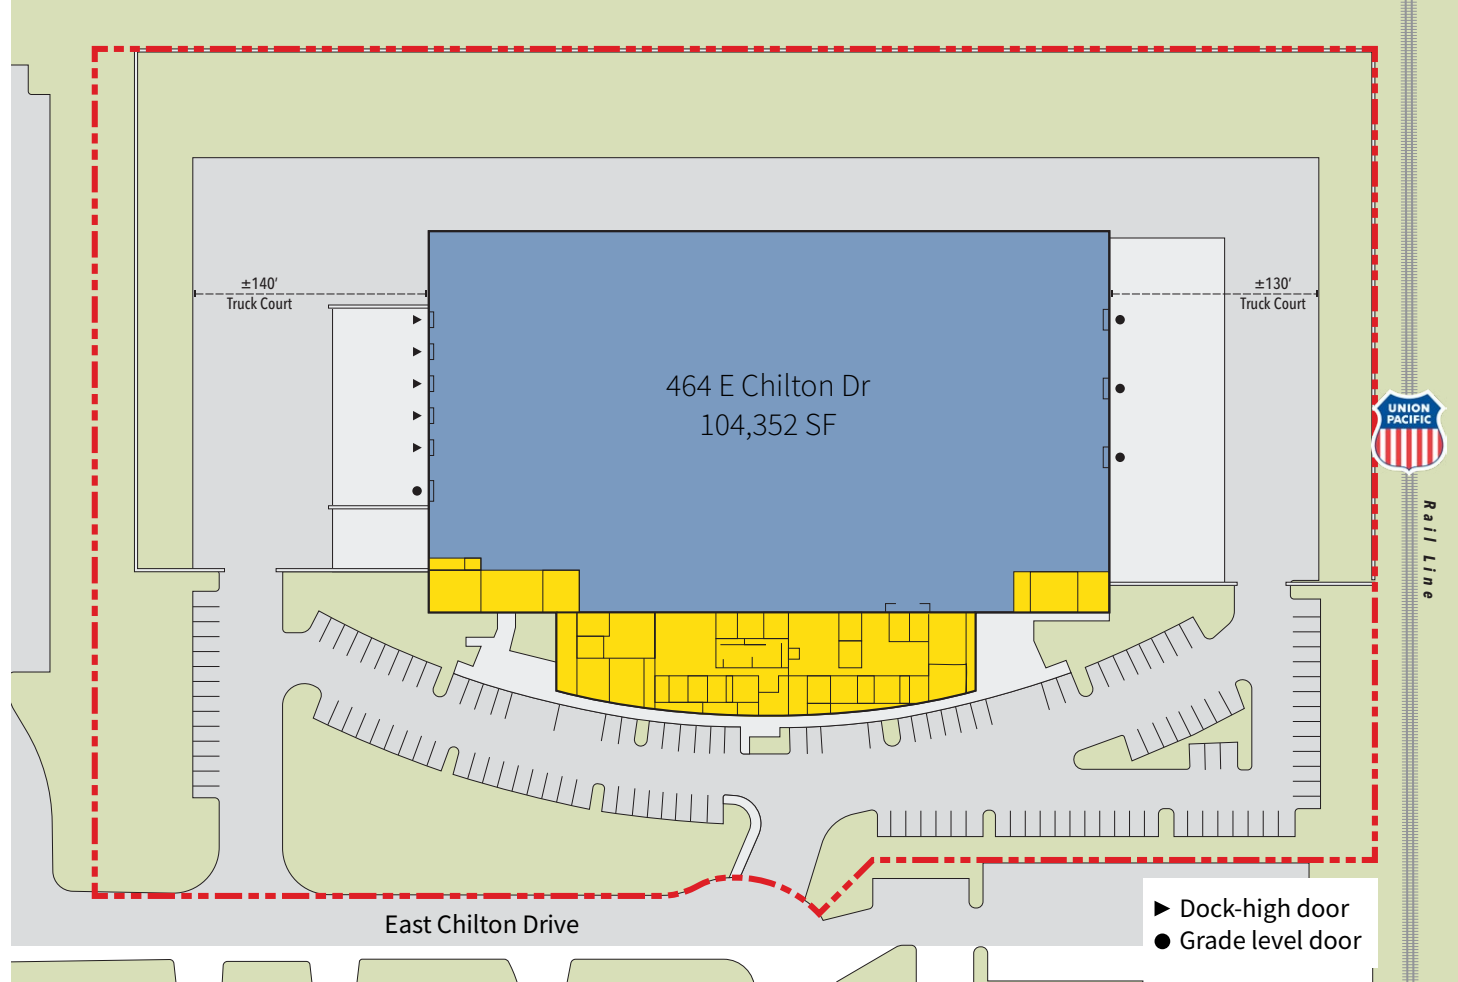 ±140′
Truck Court
±130′
Truck Court
464 E Chilton Dr
104,352 SF
UNION
PACIFIC
Rail Line
East Chilton Drive
Dock-high door
Grade level door